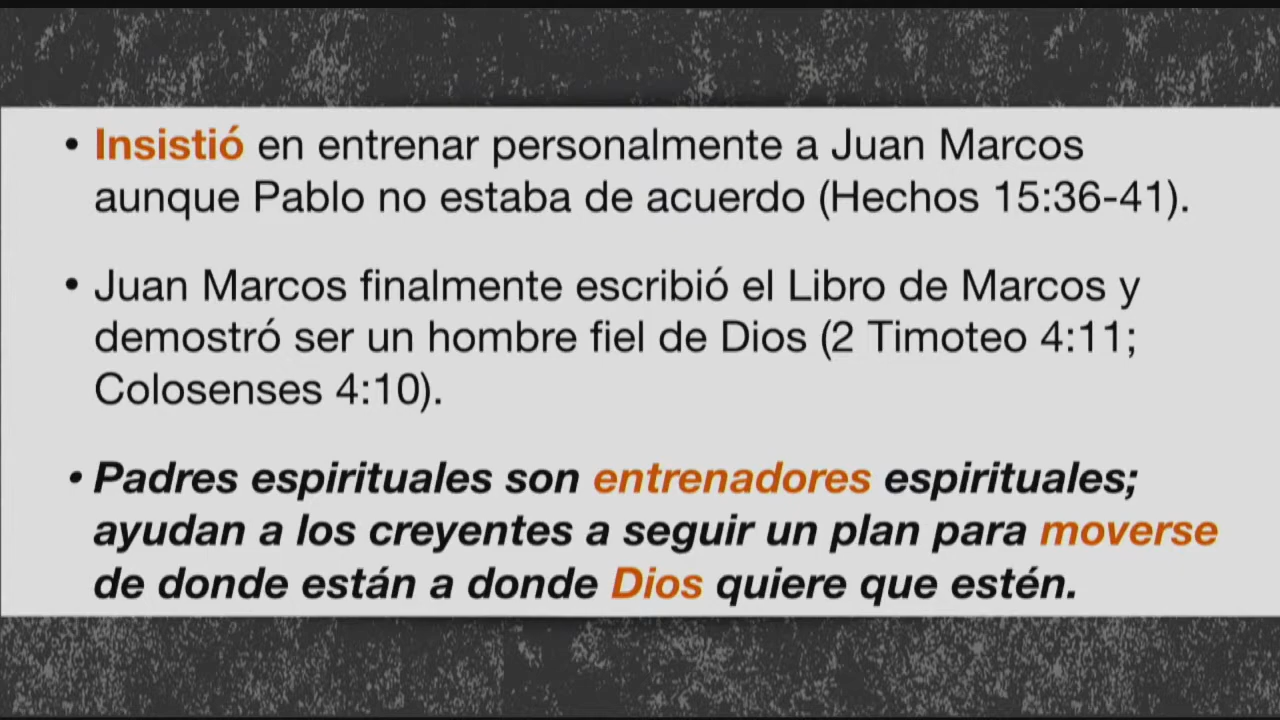 • Insistió en entrenar personalmente a Juan Marcos
aunque Pablo no estaba de acuerdo (Hechos 15:36-41).
• Juan Marcos finalmente escribió el Libro de Marcos y
demostró ser un hombre fiel de Dios (2 Timoteo 4:11;
Colosenses 4:10).
• Padres espirituales son entrenadores espirituales;
ayudan a los creyentes a seguir un plan para moverse
de donde están a donde Dios quiere que estén.